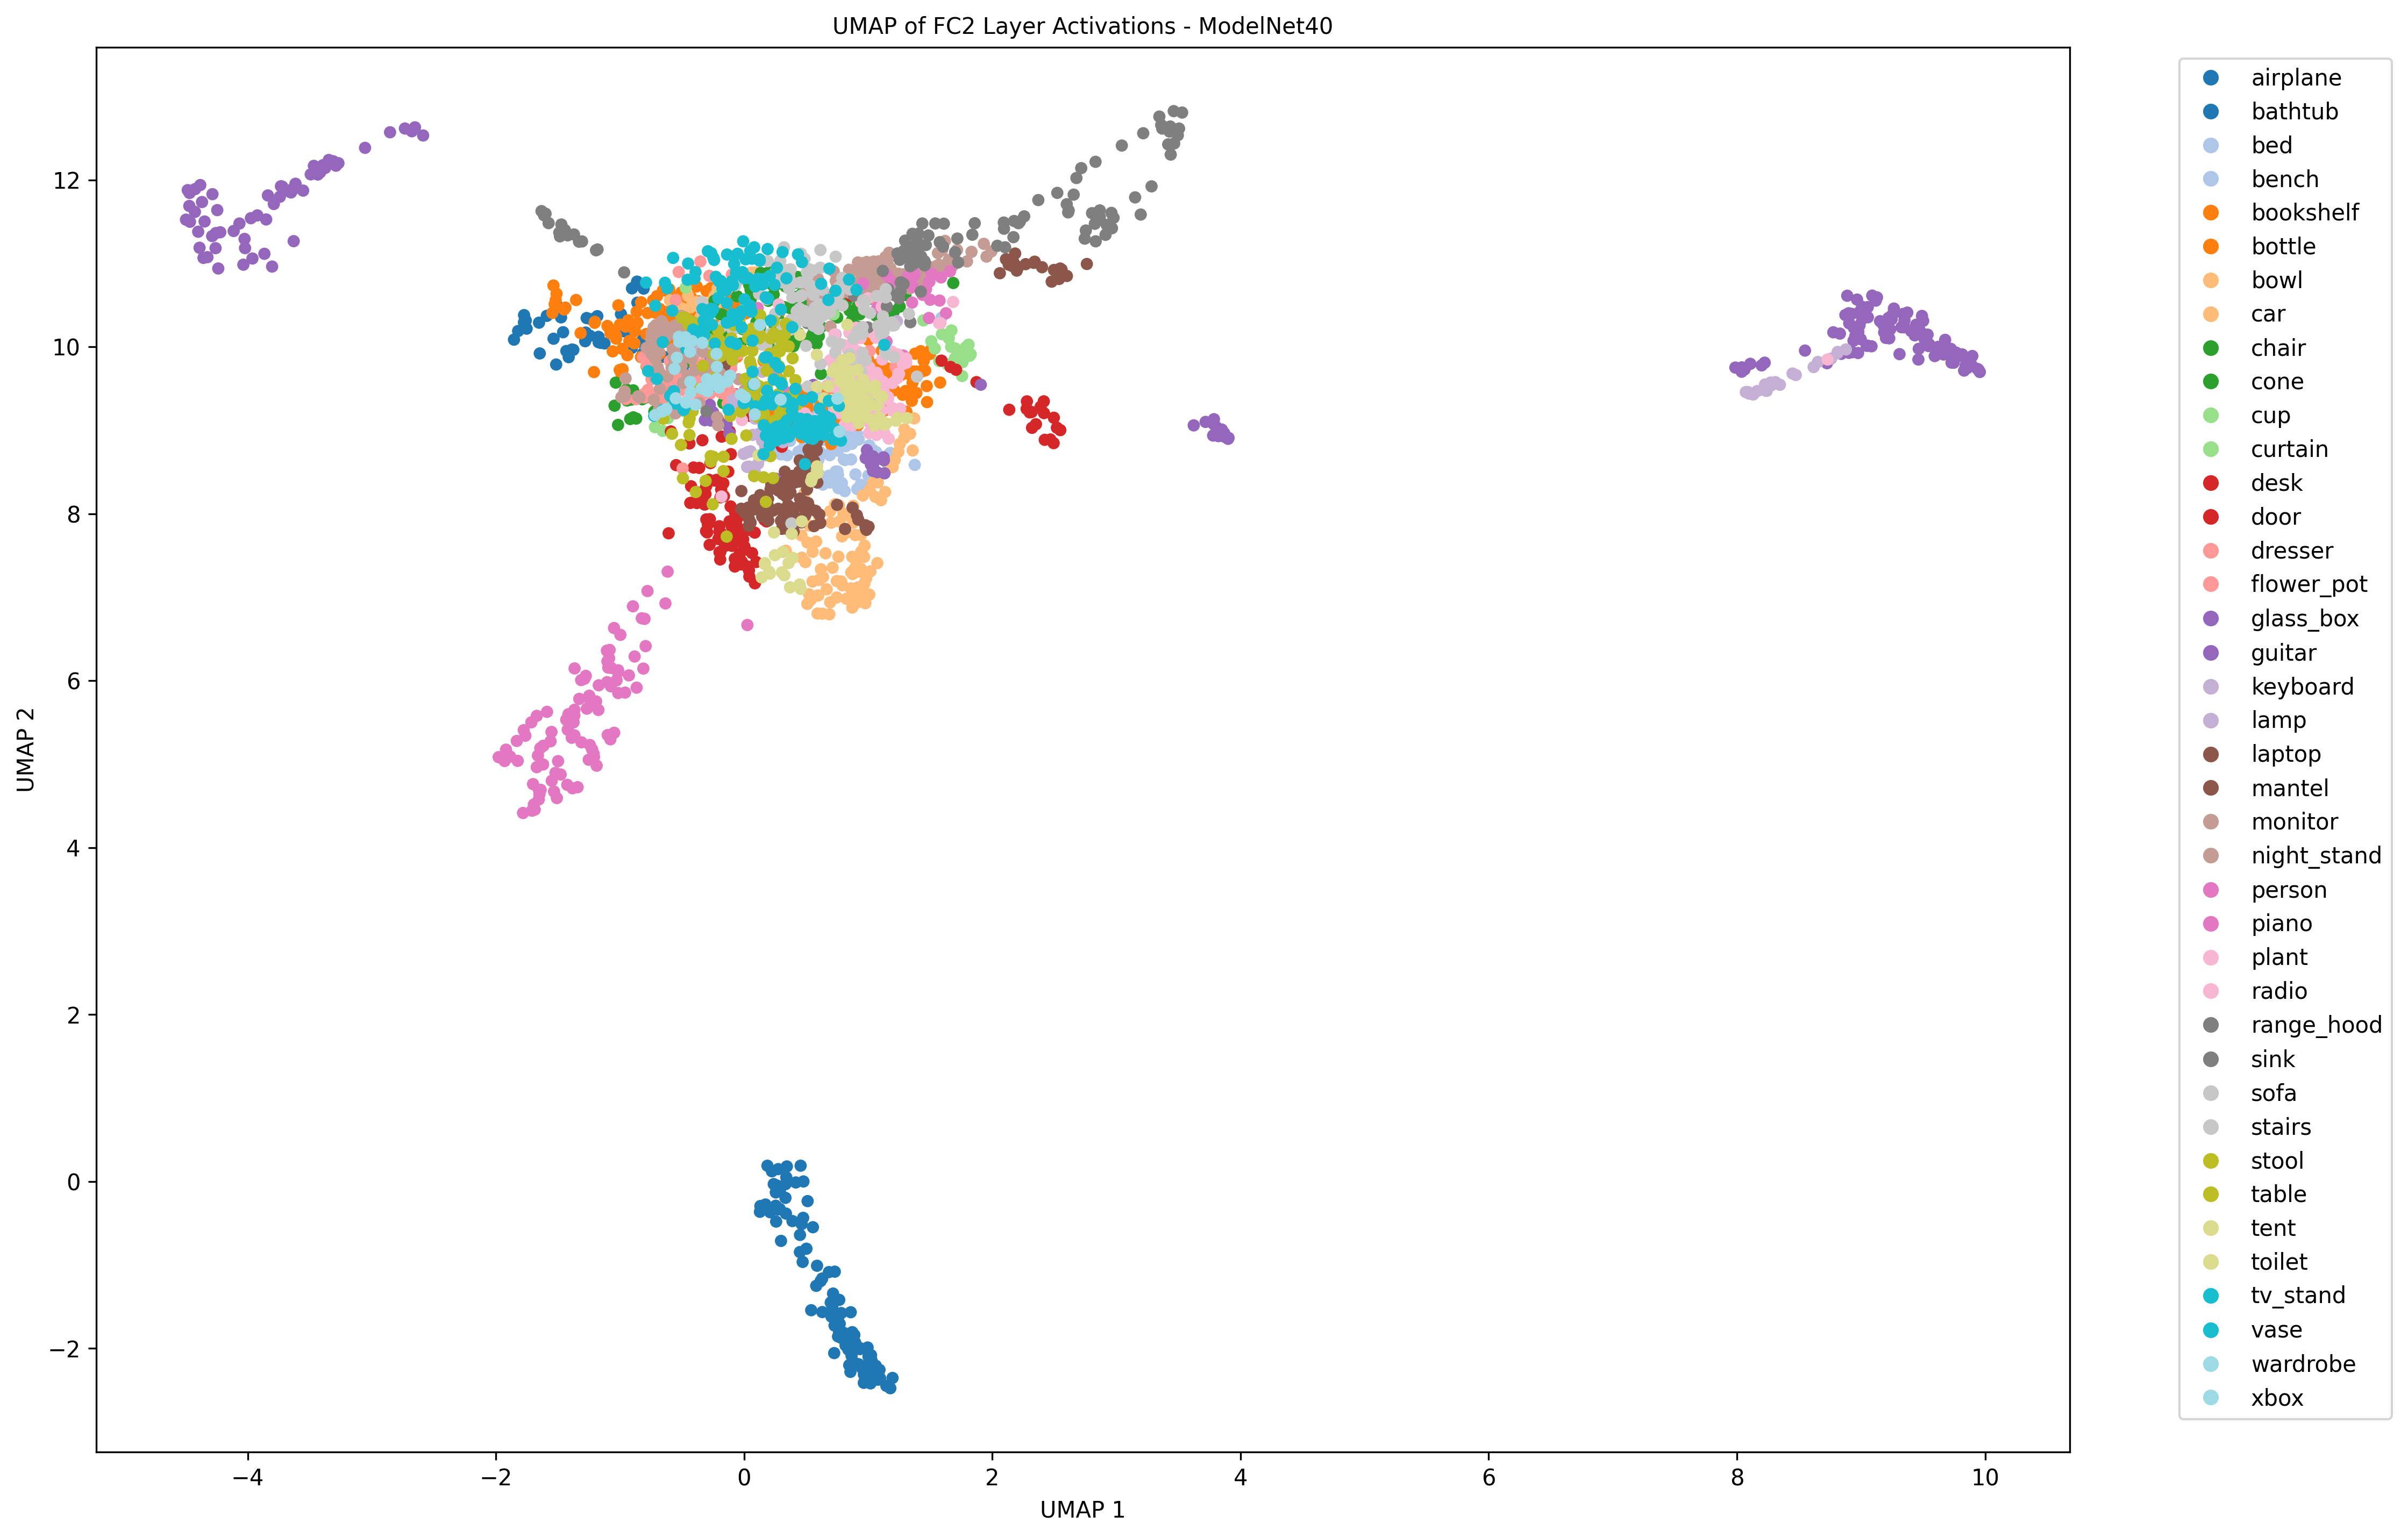 UMAP of FC2 Layer Activations - ModelNet40
12
10
8
6
4
2
0
−2
UMAP 2
−4
−2
0
2
4
6
8
10
UMAP 1
airplane
bathtub
bed
bench
bookshelf
bottle
bowl
car
chair
cone
cup
curtain
desk
door
dresser
flower_pot
glass_box
guitar
keyboard
lamp
laptop
mantel
monitor
night_stand
person
piano
plant
radio
range_hood
sink
sofa
stairs
stool
table
tent
toilet
tv_stand
vase
wardrobe
xbox